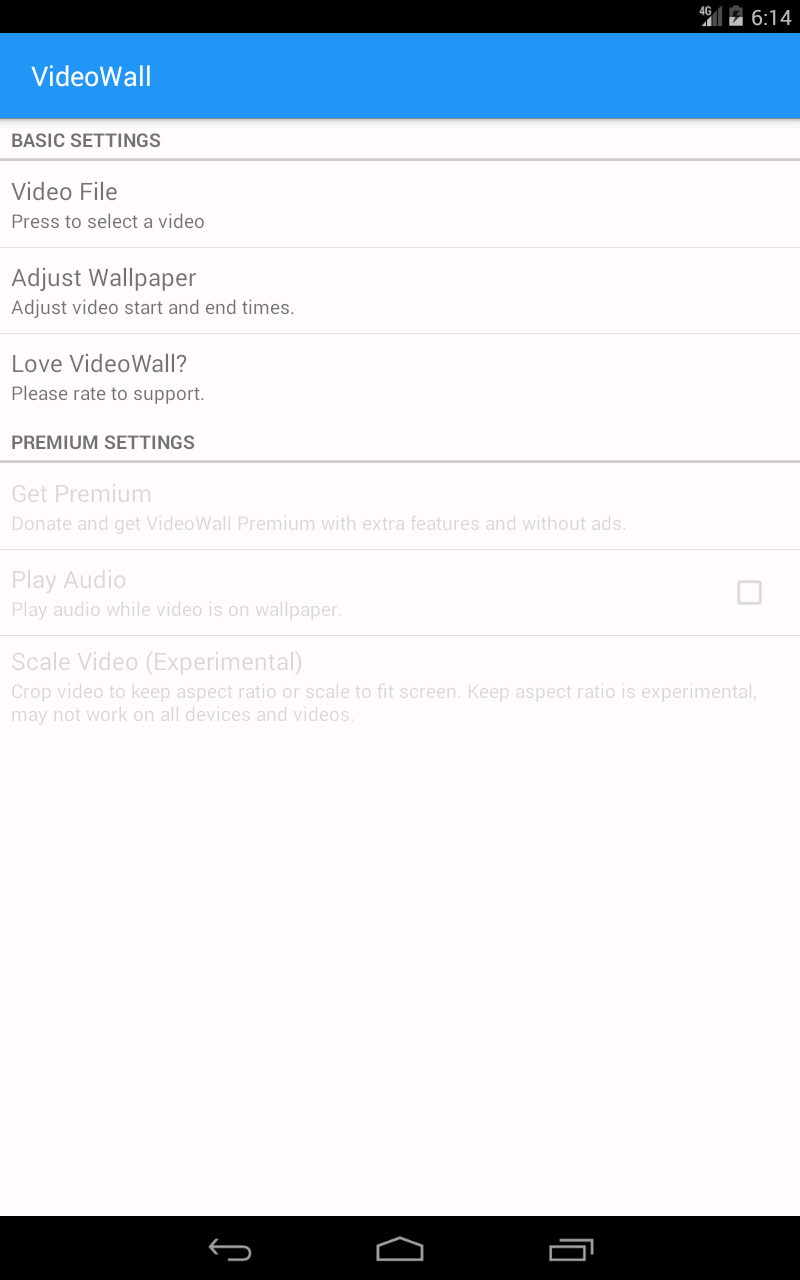 4G 6:14
VideoWall
BASIC SETTINGS
Video File
Press to select a video
Adjust Wallpaper
Adjust video start and end times.
Love VideoWall?
Please rate to support.
PREMIUM SETTINGS
Get Premium
Donate and get VideoWall Premium with extra features and without ads.
Play Audio
Play audio while video is on wallpaper.
Scale Video (Experimental)
Crop video to keep aspect ratio or scale to fit screen. Keep aspect ratio is experimental,
may not work on all devices and videos.